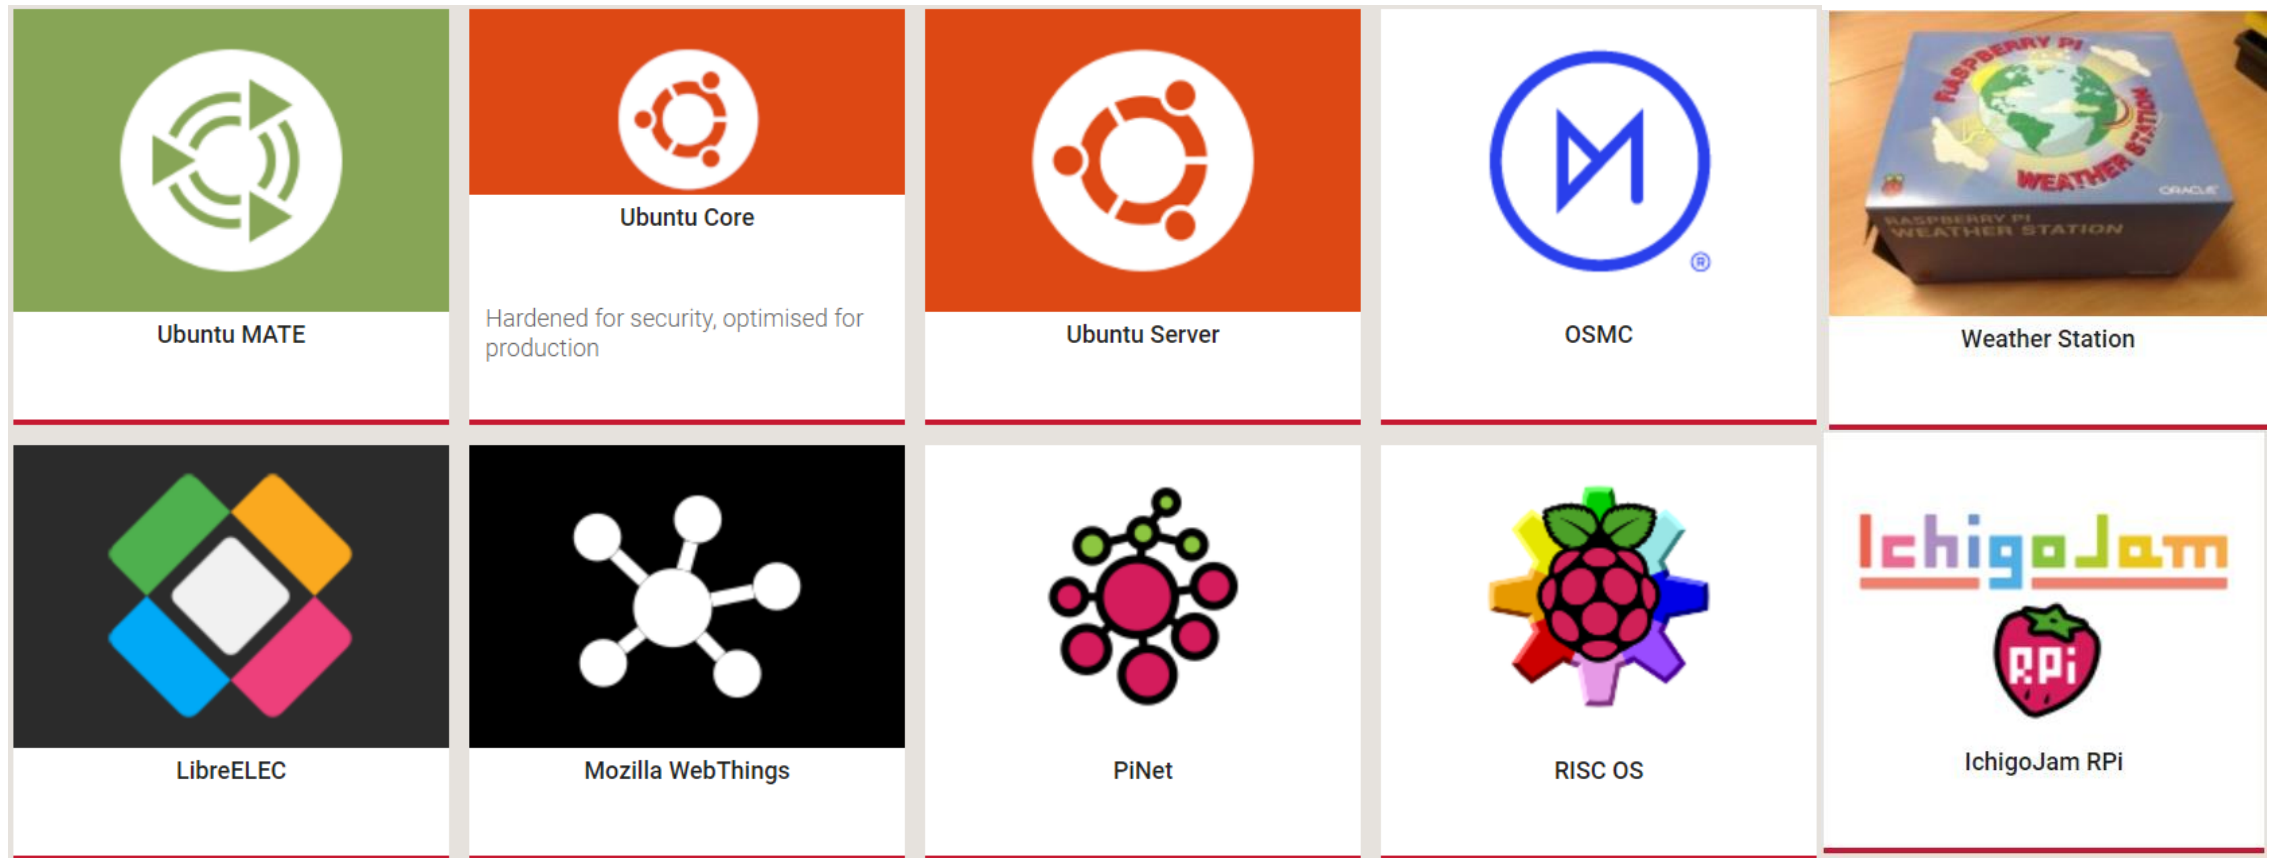 RASPBERRY PI
WEATHER STATION
ORACLE
RASPBERRY PI
WEATHER STATION
Ubuntu MATE
Ubuntu Core
Hardened for security, optimised for
production
Ubuntu Server
OSMC
®
Weather Station
LibreELEC
Mozilla WebThings
PiNet
RISC OS
IchigoJam
RPi
IchigoJam RPi